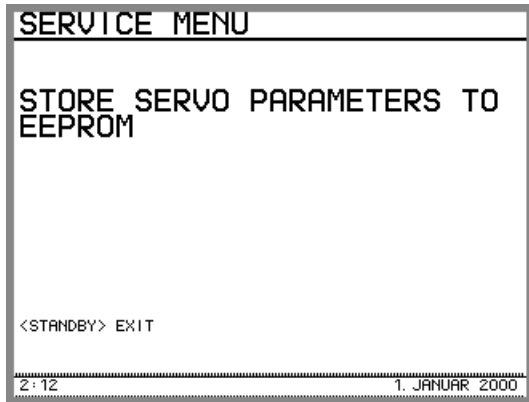 SERVICE MENU
STORE SERVO PARAMETERS TO
EEPROM
<STANDBY> EXIT
2:12 1. JANUAR 2000